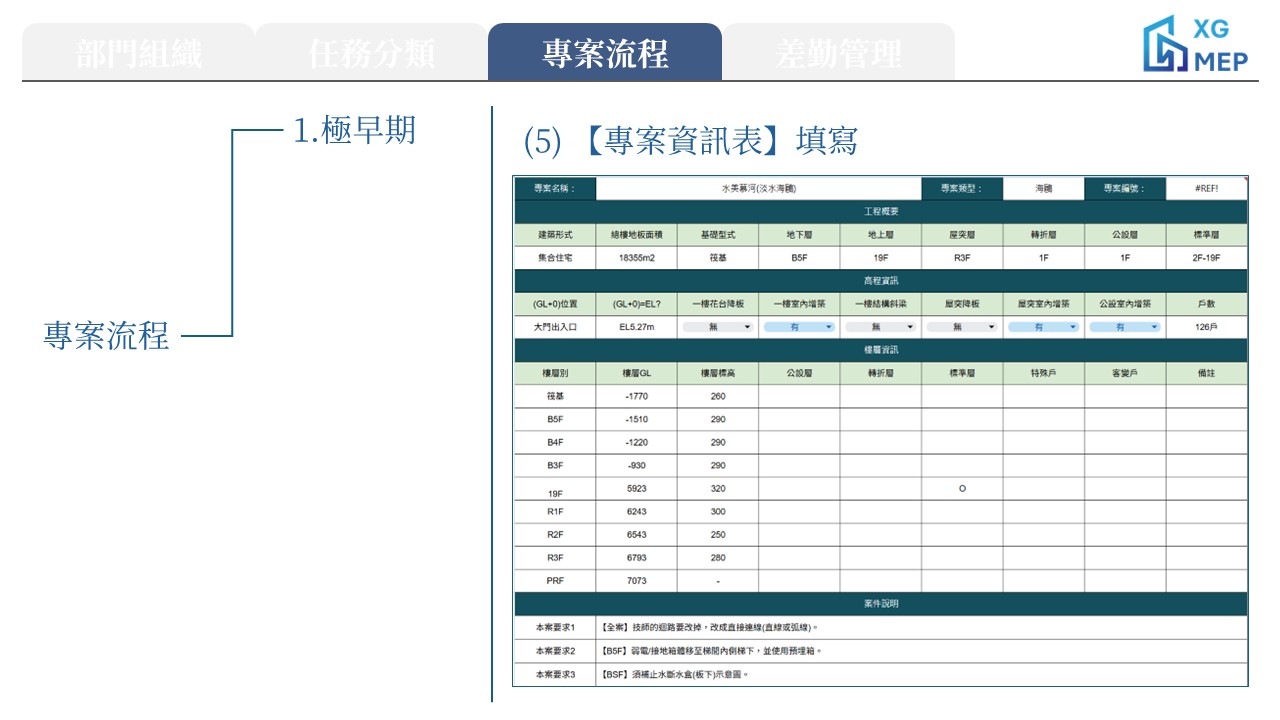 部門組織 任務分類 專案流程 差勤管理
XG
MEP
1.極早期
專案流程
(5) 【專案資訊表】填寫
專案名稱： 水美慕河(淡水海鷗) 專案類型： 海鷗 專案編號： #REF!
工程概要
建築形式 總樓地板面積 基礎型式 地下層 地上層 屋突層 轉折層 公設層 標準層
集合住宅 18355m2 筏基 B5F 19F R3F 1F 1F 2F-19F
高程資訊
(GL+0)位置 (GL+0)=EL? 一樓花台降板 一樓室內增築 一樓結構斜梁 屋突降板 屋突室內增築 公設室內增築 戶數
大門出入口 EL5.27m 無 有 無 無 有 有 126戶
樓層資訊
樓層別 樓層GL 樓層標高 公設層 轉折層 標準層 特殊戶 客變戶 備註
筏基 -1770 260
B5F -1510 290
B4F -1220 290
B3F -930 290
19F 5923 320 O
R1F 6243 300
R2F 6543 250
R3F 6793 280
PRF 7073 -
案件說明
本案要求1 【全案】技師的迴路要改掉，改成直接連線(直線或弧線)。
本案要求2 【B5F】弱電/接地箱體移至梯間內側梯下，並使用預埋箱。
本案要求3 【BSF】須補止水斷水盒(板下)示意圖。